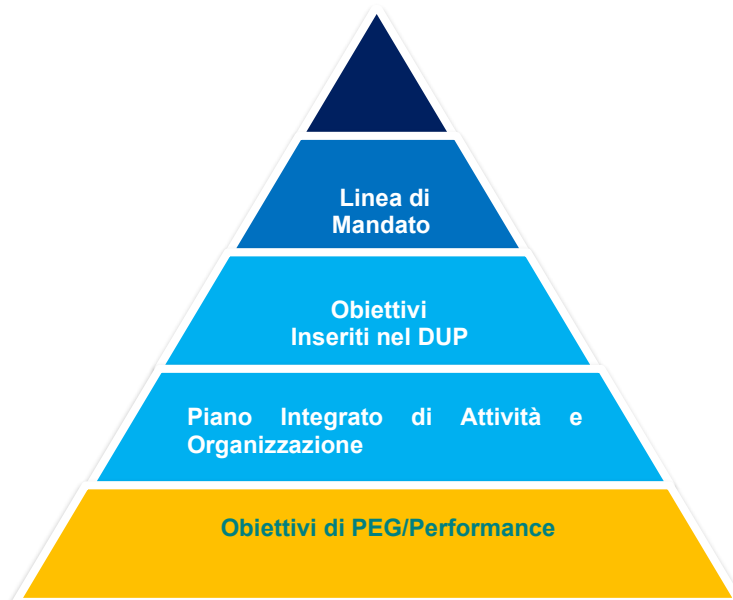 Linea di
Mandato
Obiettivi
Inseriti nel DUP
Piano Integrato di Attività e
Organizzazione
Obiettivi di PEG/Performance